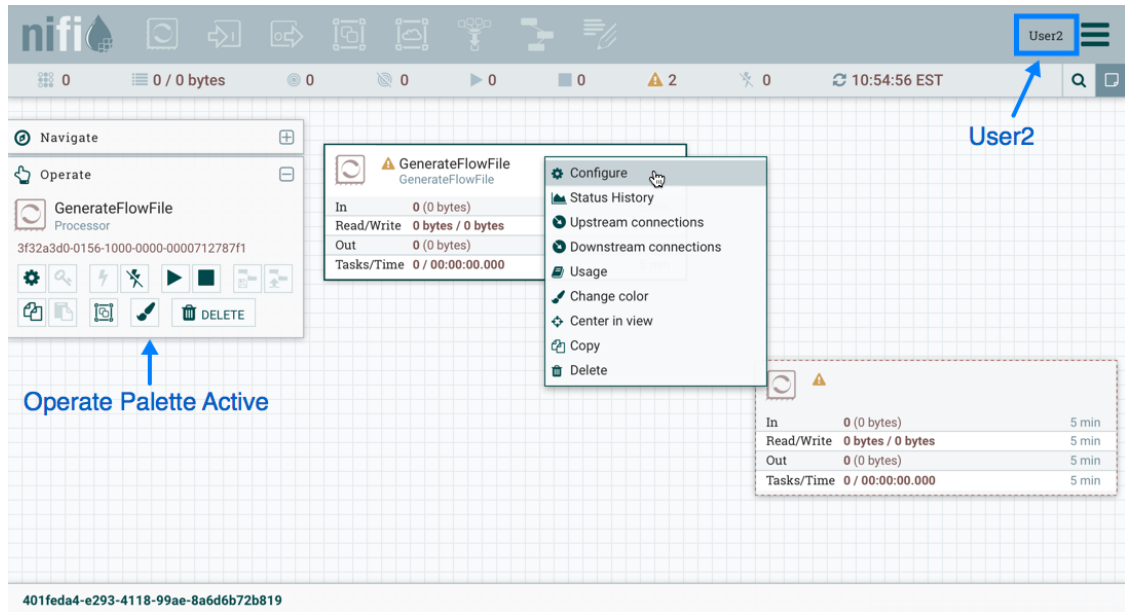 nifi
User2
0 0 / 0 bytes 0 0 0 0 2 0 10:54:56 EST
User2
Navigate
Operate
GenerateFlowFile
Processor
3f32a3d0-0156-1000-0000-0000712787f1
DELETE
Operate Palette Active
GenerateFlowFile
GenerateFlowFile
In 0 (0 bytes)
Read/Write 0 bytes / 0 bytes
Out 0 (0 bytes)
Tasks/Time 0 / 00:00:00.000
Configure
Status History
Upstream connections
Downstream connections
Usage
Change color
Center in view
Copy
Delete
In 0 (0 bytes) 5 min
Read/Write 0 bytes / 0 bytes 5 min
Out 0 (0 bytes) 5 min
Tasks/Time 0 / 00:00:00.000 5 min
401feda4-e293-4118-99ae-8a6d6b72b819